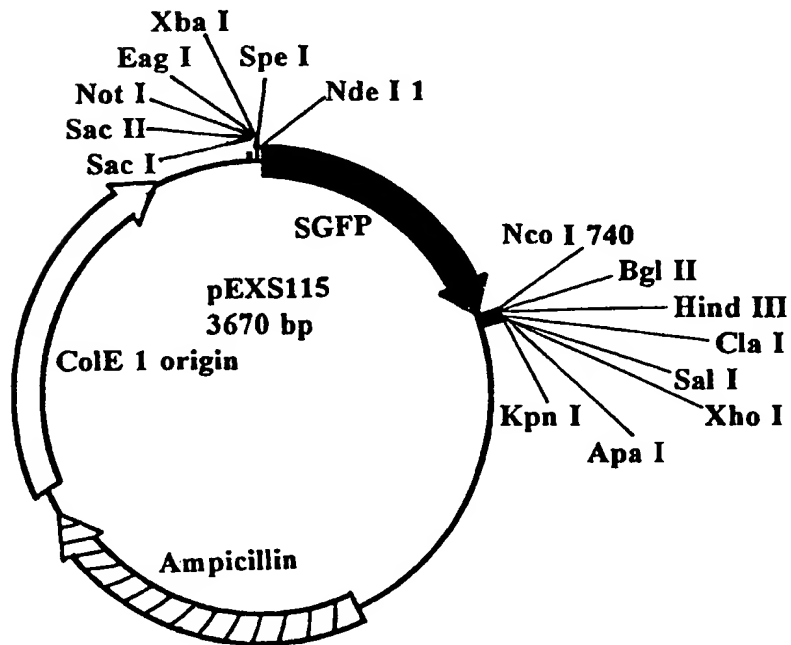 Xba I
Eag I
Spe I
Not I
Nde I 1
Sac II
Sac I
SGFP
Nco I 740
Bgl II
pEXS115
3670 bp
Hind III
Cla I
ColE 1 origin
Sal I
Kpn I
Xho I
Apa I
Ampicillin